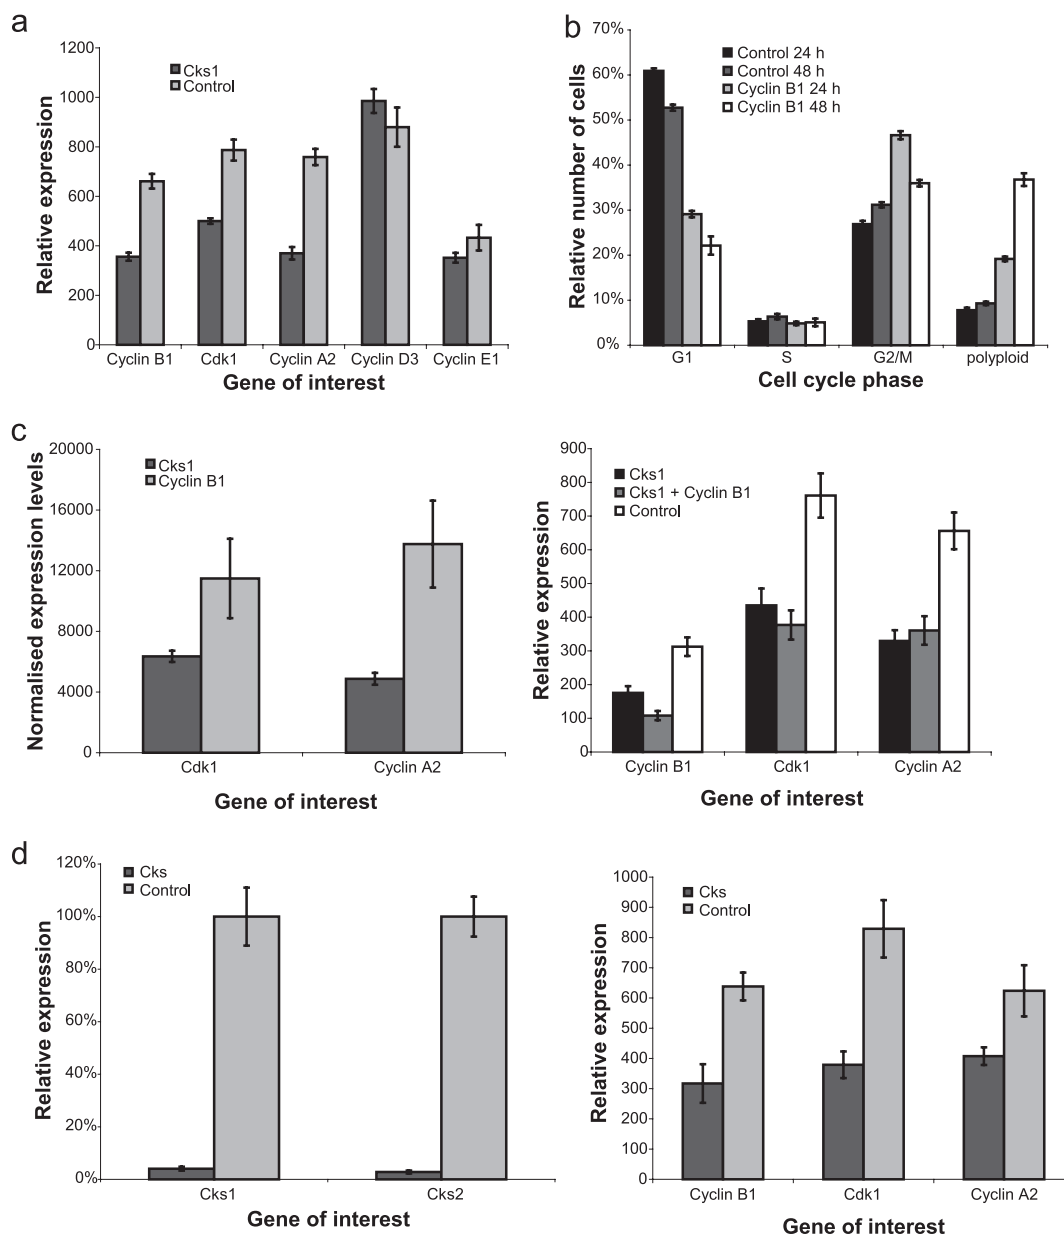 a
1200
1000
800
600
400
200
0
Relative expression
Cks1
Control
Cyclin B1 Cdk1 Cyclin A2 Cyclin D3 Cyclin E1
Gene of interest
b
70%
60%
50%
40%
30%
20%
10%
0%
Relative number of cells
Control 24 h
Control 48 h
Cyclin B1 24 h
Cyclin B1 48 h
G1 S G2/M polyploid
Cell cycle phase
c
20000
16000
12000
8000
4000
0
Normalised expression levels
Cks1
Cyclin B1
Cdk1 Cyclin A2
Gene of interest
900
800
700
600
500
400
300
200
100
0
Relative expression
Cks1
Cks1 + Cyclin B1
Control
Cyclin B1 Cdk1 Cyclin A2
Gene of interest
d
120%
100%
80%
60%
40%
20%
0%
Relative expression
Cks
Control
Cks1 Cks2
Gene of interest
1000
900
800
700
600
500
400
300
200
100
0
Relative expression
Cks
Control
Cyclin B1 Cdk1 Cyclin A2
Gene of interest